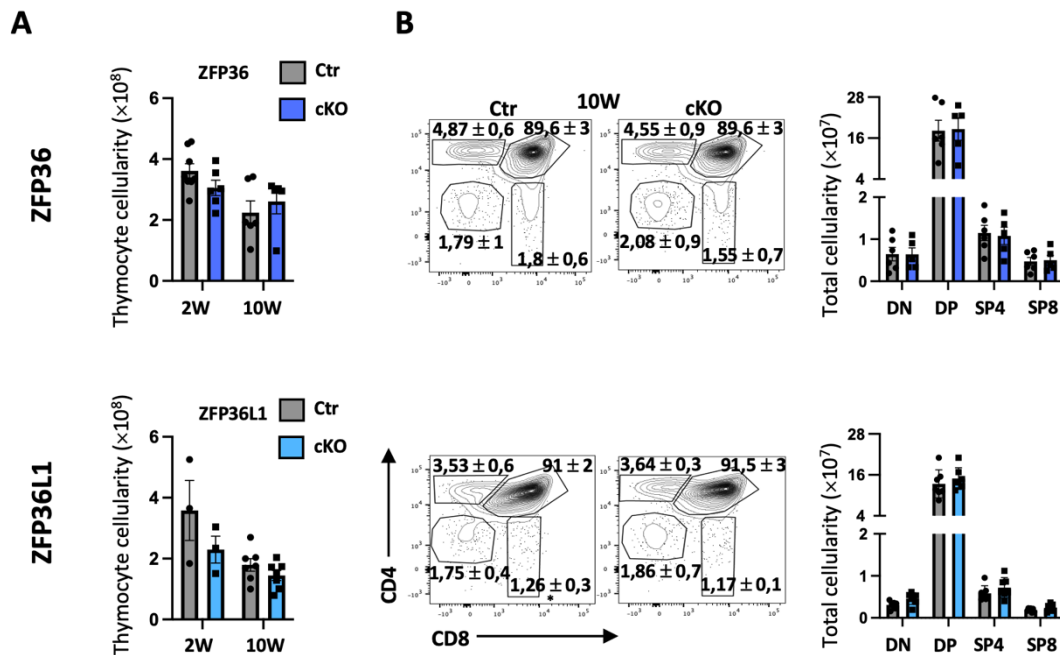 A
B
ZFP36
Thymocyte cellularity (×10⁸)
ZFP36
Ctr
cKO
6
4
2
0
2W
10W
10W
Ctr
cKO
4,87 ± 0,6
89,6 ± 3
1,79 ± 1
1,8 ± 0,6
4,55 ± 0,9
89,6 ± 3
2,08 ± 0,9
1,55 ± 0,7
Total cellularity (×10⁷)
28
16
4
2
1
0
DN
DP
SP4
SP8
ZFP36L1
Thymocyte cellularity (×10⁸)
ZFP36L1
Ctr
cKO
6
4
2
0
2W
10W
3,53 ± 0,6
91 ± 2
1,75 ± 0,4
1,26 ± 0,3
*
3,64 ± 0,3
91,5 ± 3
1,86 ± 0,7
1,17 ± 0,1
CD4
CD8
Total cellularity (×10⁷)
28
16
4
2
1
0
DN
DP
SP4
SP8